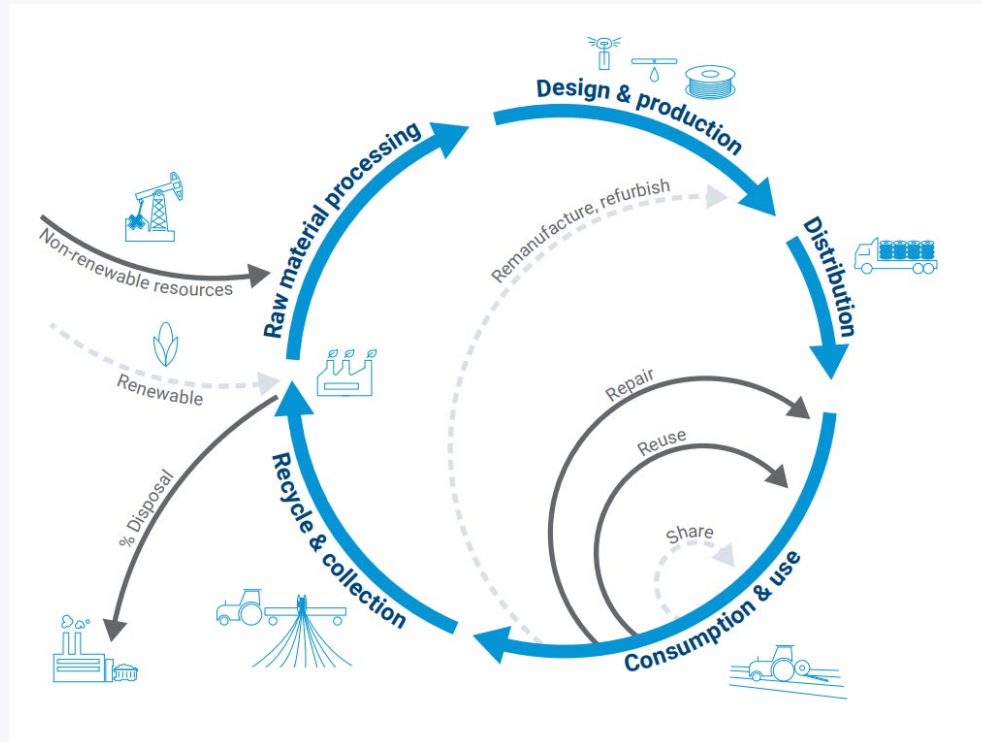 Design & production
Raw material processing
Remanufacture, refurbish
Distribution
Non-renewable resources
Renewable
Repair
Reuse
Share
% Disposal
Recycle & collection
Consumption & use